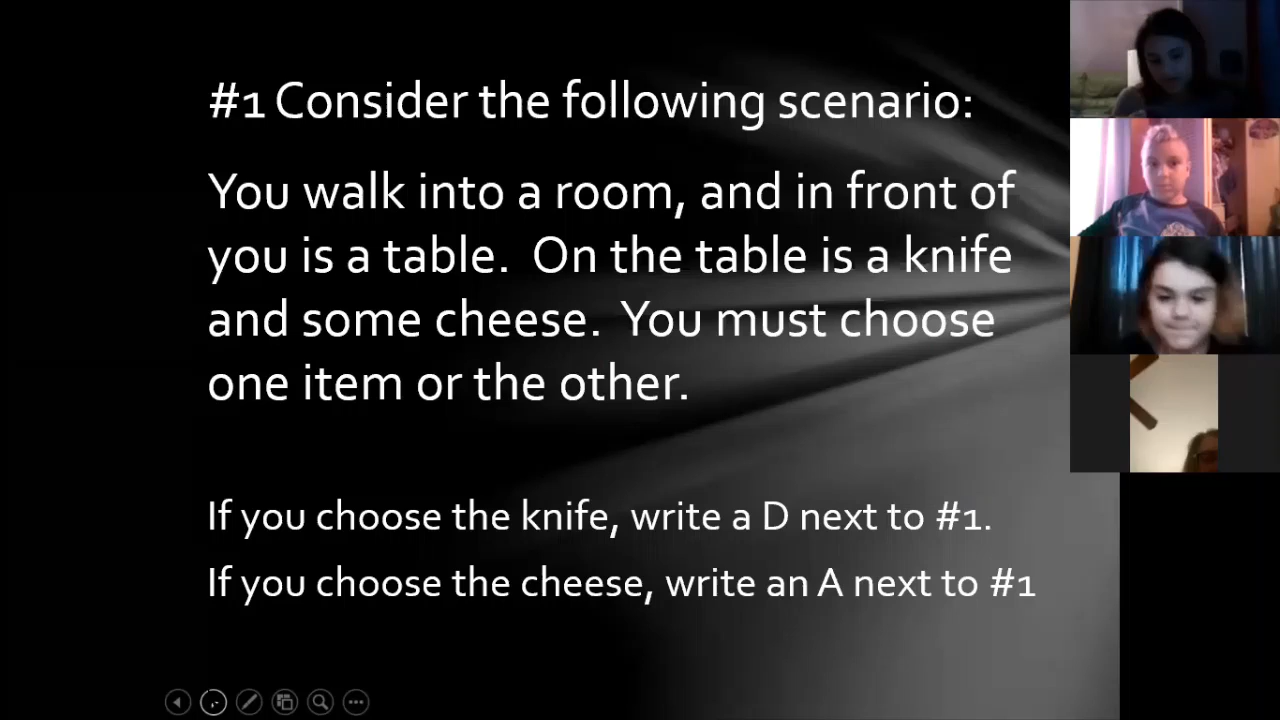 #1 Consider the following scenario:
You walk into a room, and in front of
you is a table.  On the table is a knife
and some cheese.  You must choose
one item or the other.
If you choose the knife, write a D next to #1.
If you choose the cheese, write an A next to #1